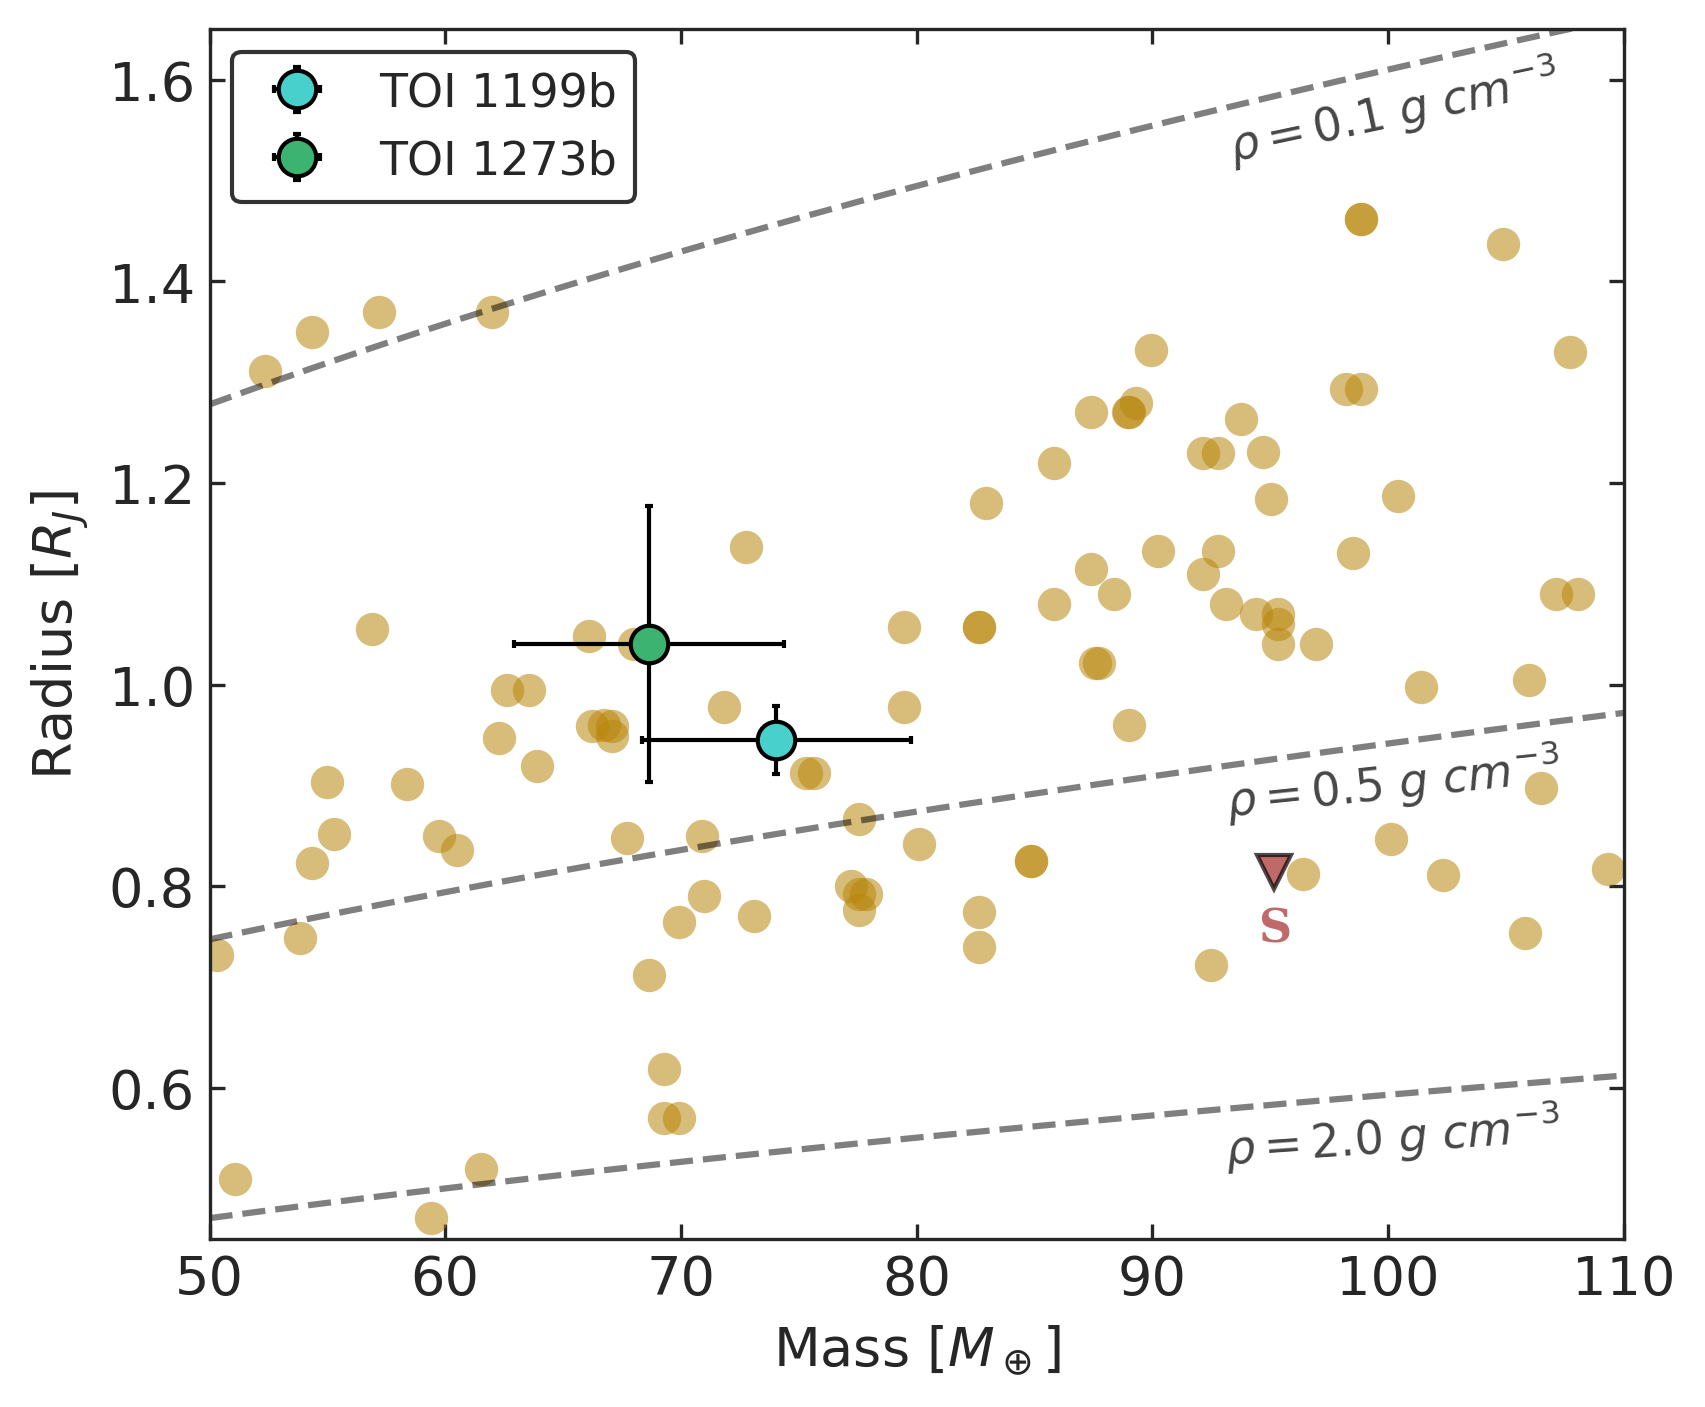 TOI 1199b
TOI 1273b
ρ = 0.1 g cm⁻³
ρ = 0.5 g cm⁻³
ρ = 2.0 g cm⁻³
S
1.6
1.4
1.2
1.0
0.8
0.6
Radius [R_J]
50 60 70 80 90 100 110
Mass [M_⊕]